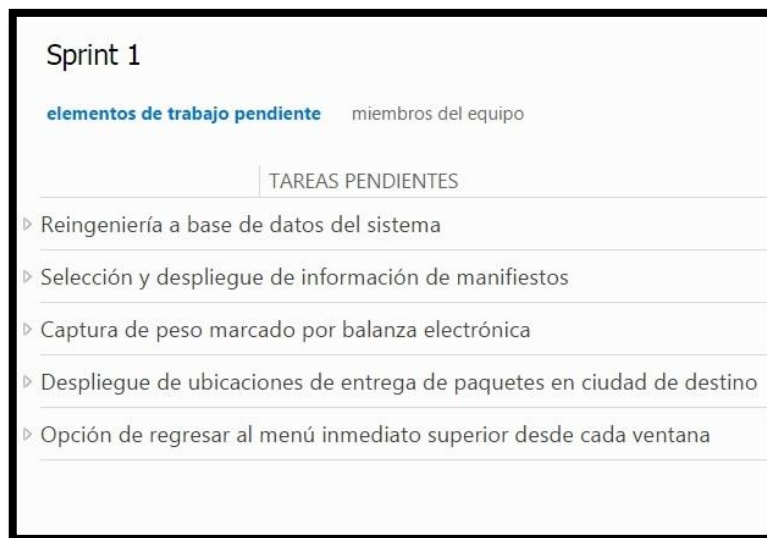 Sprint 1
elementos de trabajo pendiente miembros del equipo
TAREAS PENDIENTES
Reingeniería a base de datos del sistema
Selección y despliegue de información de manifiestos
Captura de peso marcado por balanza electrónica
Despliegue de ubicaciones de entrega de paquetes en ciudad de destino
Opción de regresar al menú inmediato superior desde cada ventana